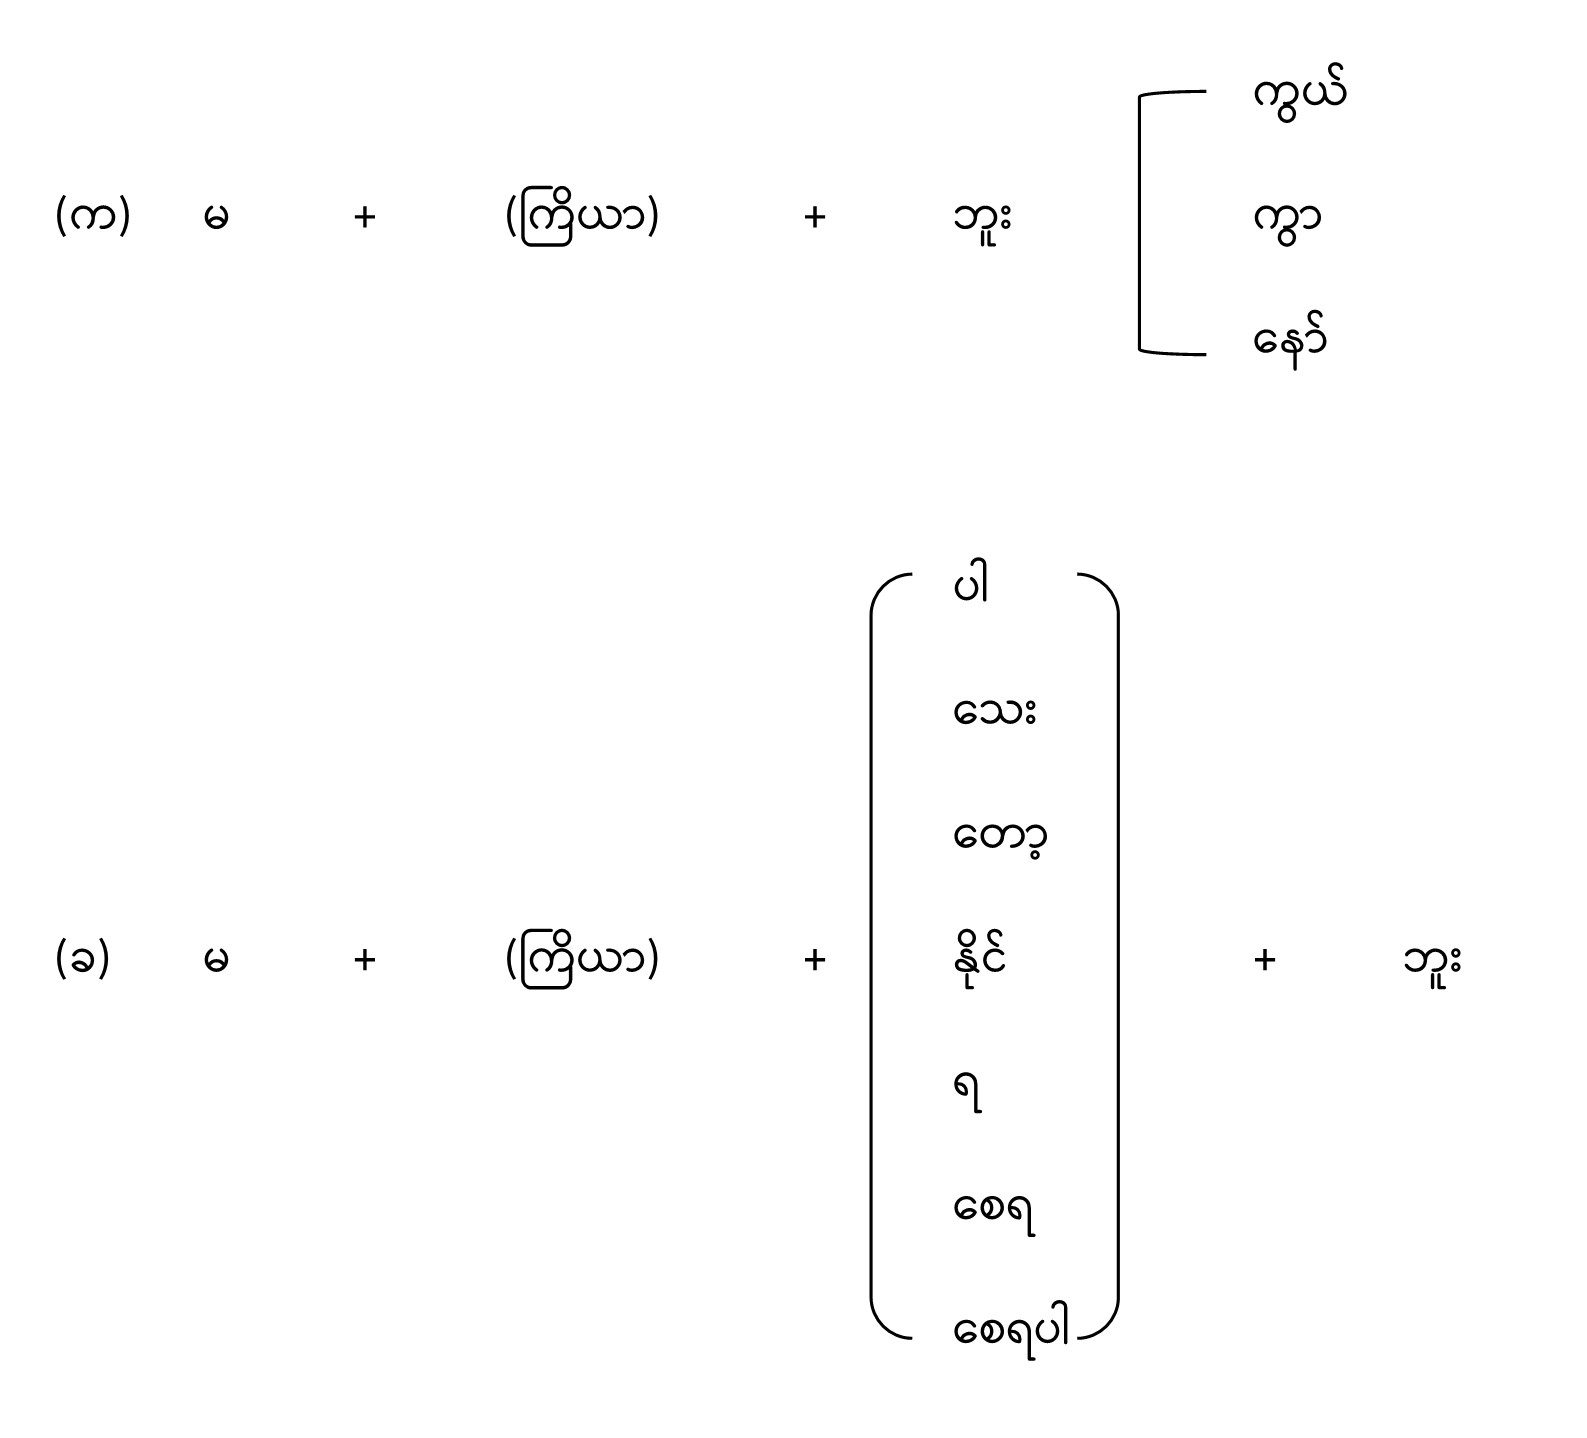 ကွယ်
(က) မ + (ကြိယာ) + ဘူး ကွာ
နော်
ပါ
သေး
တော့
(ခ) မ + (ကြိယာ) + နိုင် + ဘူး
ရ
စေရ
စေရပါ